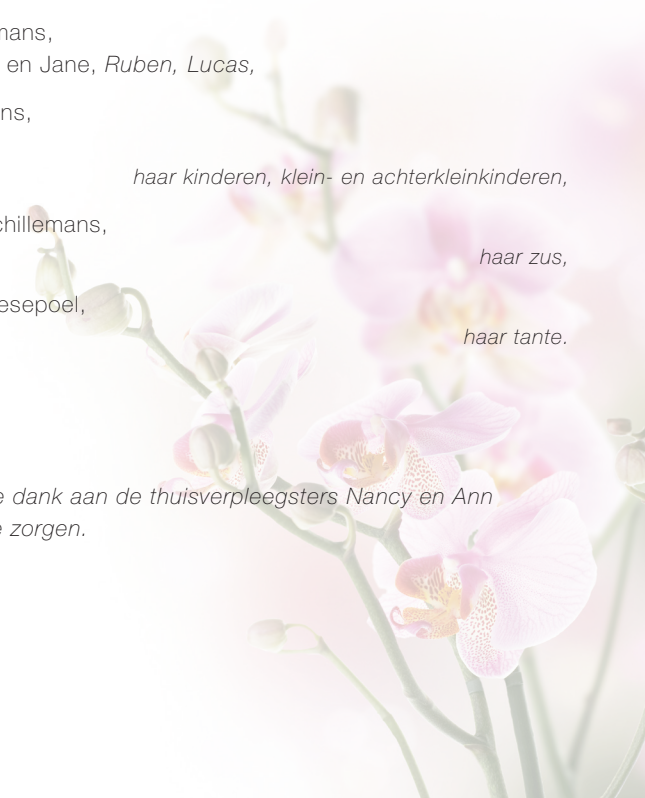 mans,
en Jane, Ruben, Lucas,
ns,
haar kinderen, klein- en achterkleinkinderen,
chillemans,
haar zus,
esepoel,
haar tante.
e dank aan de thuisverpleegsters Nancy en Ann
e zorgen.